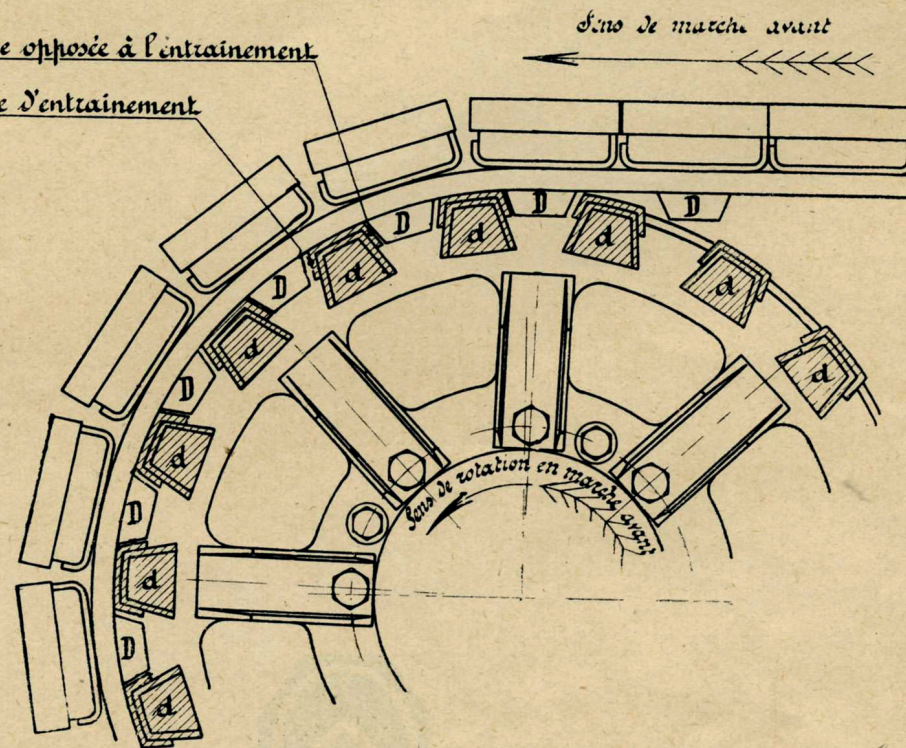 Sens de marche avant
e opposée à l'entrainement
e d'entrainement
D
D
D
D
D
D
D
d
d
d
d
d
d
d
d
d
Sens de rotation en marche avant